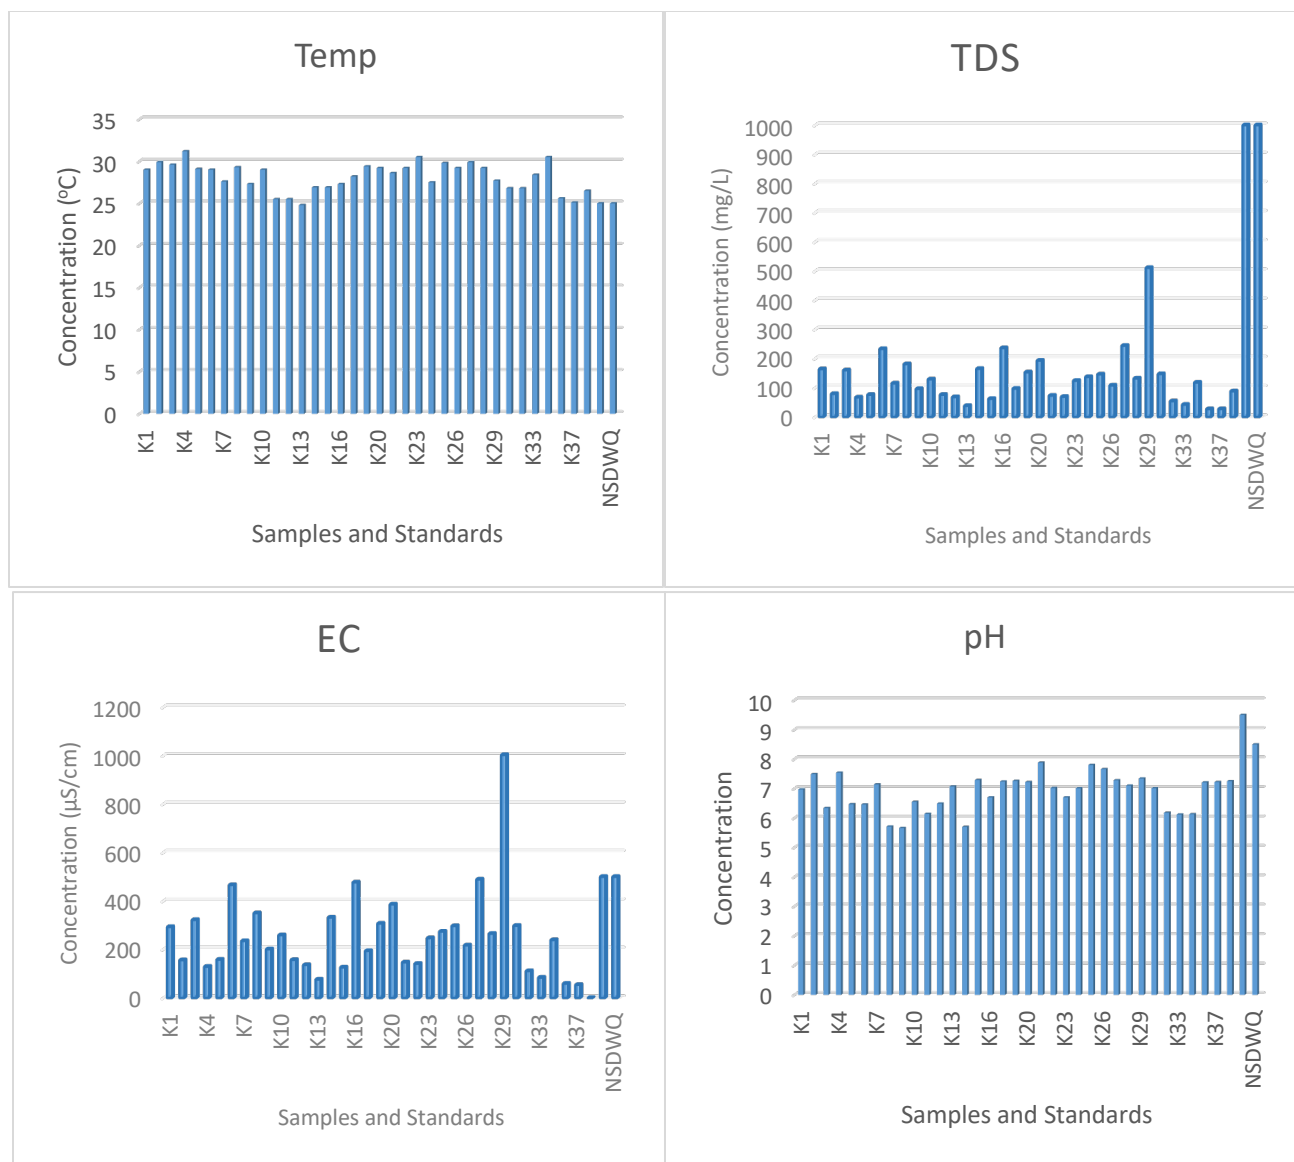 Temp
35
30
25
20
15
10
5
0
Concentration (⁰C)
K1
K4
K7
K10
K13
K16
K20
K23
K26
K29
K33
K37
NSDWQ
Samples and Standards
TDS
1000
900
800
700
600
500
400
300
200
100
0
Concentration (mg/L)
K1
K4
K7
K10
K13
K16
K20
K23
K26
K29
K33
K37
NSDWQ
Samples and Standards
EC
1200
1000
800
600
400
200
0
Concentration (µS/cm)
K1
K4
K7
K10
K13
K16
K20
K23
K26
K29
K33
K37
NSDWQ
Samples and Standards
pH
10
9
8
7
6
5
4
3
2
1
0
Concentration
K1
K4
K7
K10
K13
K16
K20
K23
K26
K29
K33
K37
NSDWQ
Samples and Standards